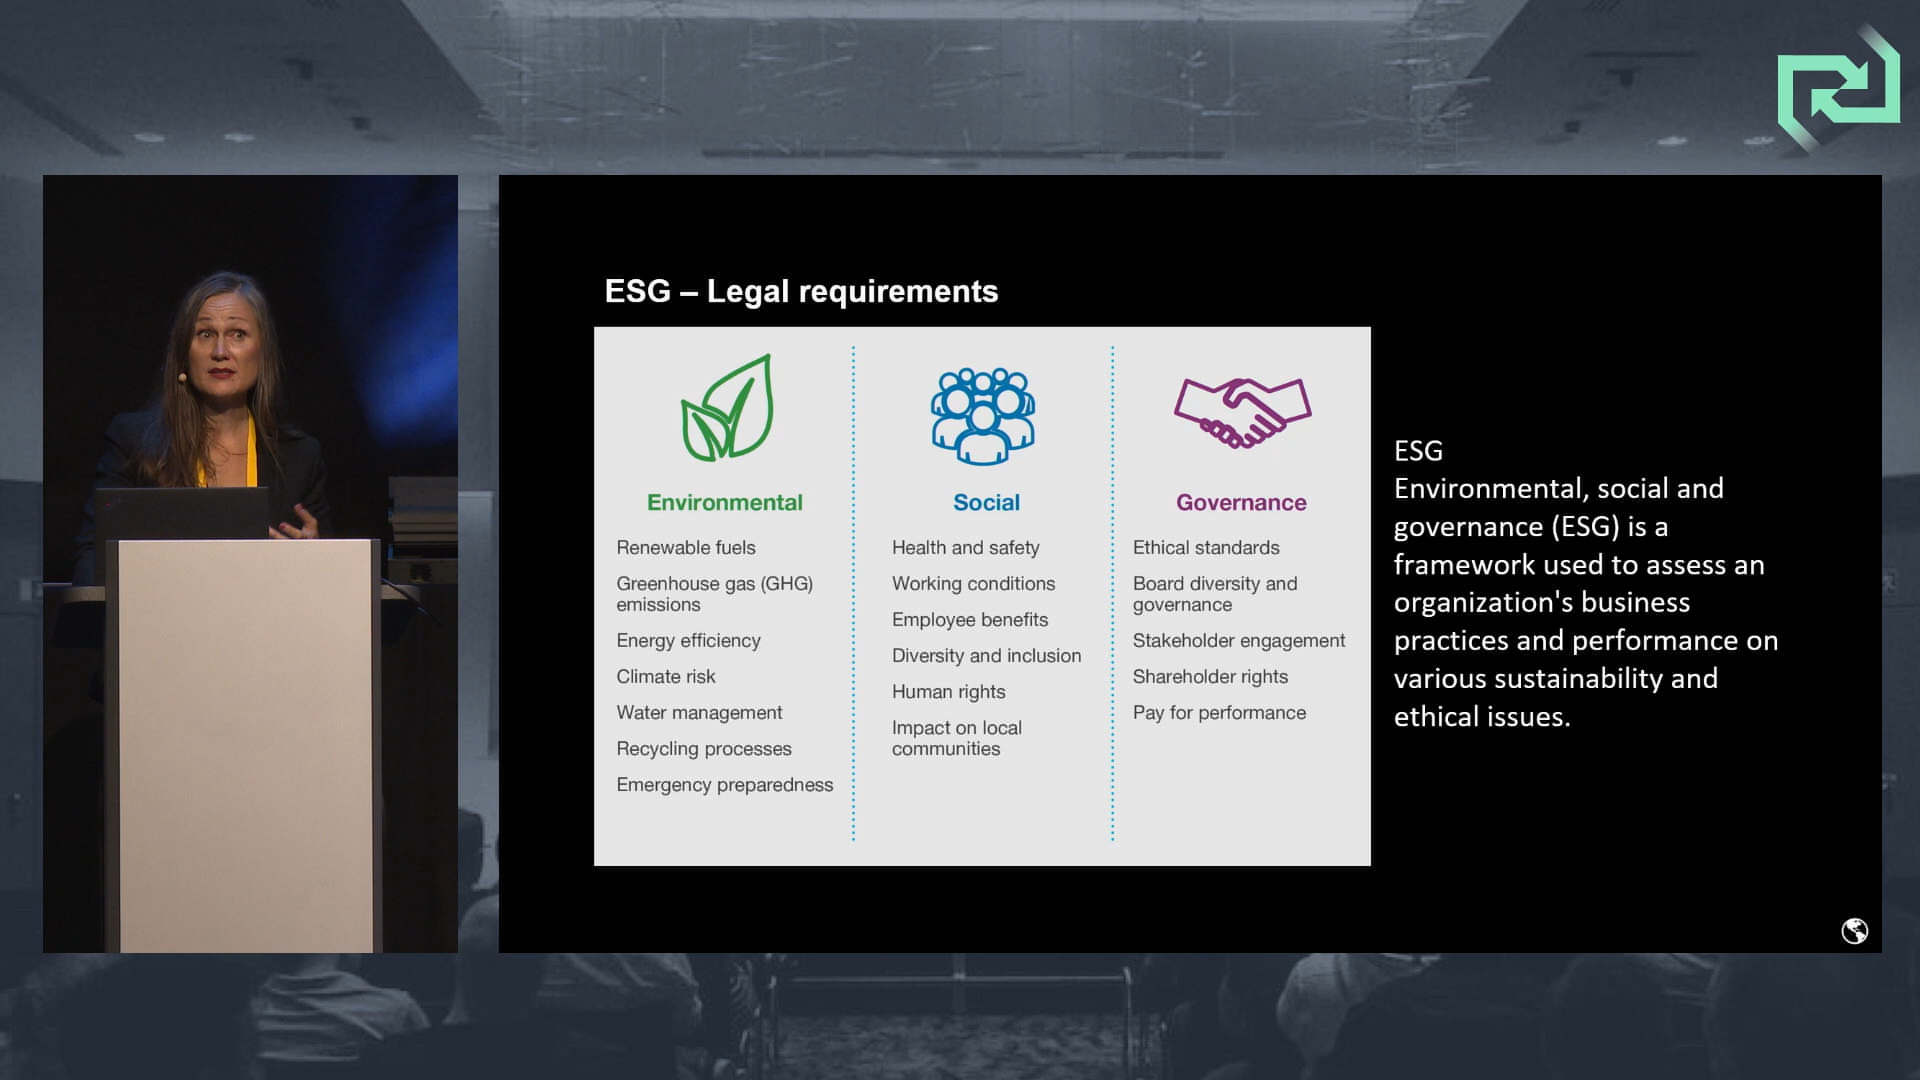 ESG – Legal requirements
Environmental
Renewable fuels
Greenhouse gas (GHG)
emissions
Energy efficiency
Climate risk
Water management
Recycling processes
Emergency preparedness
Social
Health and safety
Working conditions
Employee benefits
Diversity and inclusion
Human rights
Impact on local
communities
Governance
Ethical standards
Board diversity and
governance
Stakeholder engagement
Shareholder rights
Pay for performance
ESG
Environmental, social and
governance (ESG) is a
framework used to assess an
organization's business
practices and performance on
various sustainability and
ethical issues.